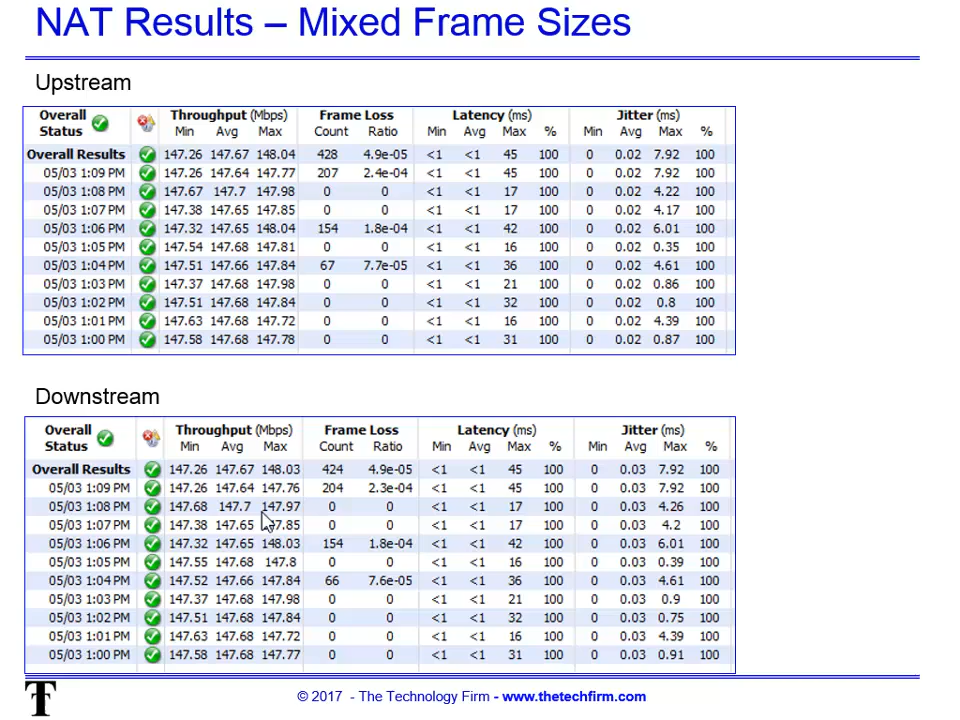 NAT Results – Mixed Frame Sizes
Upstream
Overall Status Throughput (Mbps) Frame Loss Latency (ms) Jitter (ms)
Min Avg Max Count Ratio Min Avg Max % Min Avg Max %
Overall Results 147.26 147.67 148.04 428 4.9e-05 <1 <1 45 100 0 0.02 7.92 100
05/03 1:09 PM 147.26 147.64 147.77 207 2.4e-04 <1 <1 45 100 0 0.02 7.92 100
05/03 1:08 PM 147.67 147.7 147.98 0 0 <1 <1 17 100 0 0.02 4.22 100
05/03 1:07 PM 147.38 147.65 147.85 0 0 <1 <1 17 100 0 0.02 4.17 100
05/03 1:06 PM 147.32 147.65 148.04 154 1.8e-04 <1 <1 42 100 0 0.02 6.01 100
05/03 1:05 PM 147.54 147.68 147.81 0 0 <1 <1 16 100 0 0.02 0.35 100
05/03 1:04 PM 147.51 147.66 147.84 67 7.7e-05 <1 <1 36 100 0 0.02 4.61 100
05/03 1:03 PM 147.37 147.68 147.98 0 0 <1 <1 21 100 0 0.02 0.86 100
05/03 1:02 PM 147.51 147.68 147.84 0 0 <1 <1 32 100 0 0.02 0.8 100
05/03 1:01 PM 147.63 147.68 147.72 0 0 <1 <1 16 100 0 0.02 4.39 100
05/03 1:00 PM 147.58 147.68 147.78 0 0 <1 <1 31 100 0 0.02 0.87 100
Downstream
Overall Status Throughput (Mbps) Frame Loss Latency (ms) Jitter (ms)
Min Avg Max Count Ratio Min Avg Max % Min Avg Max %
Overall Results 147.26 147.67 148.03 424 4.9e-05 <1 <1 45 100 0 0.03 7.92 100
05/03 1:09 PM 147.26 147.64 147.76 204 2.3e-04 <1 <1 45 100 0 0.03 7.92 100
05/03 1:08 PM 147.68 147.7 147.97 0 0 <1 <1 17 100 0 0.03 4.26 100
05/03 1:07 PM 147.38 147.65 147.85 0 0 <1 <1 17 100 0 0.03 4.2 100
05/03 1:06 PM 147.32 147.65 148.03 154 1.8e-04 <1 <1 42 100 0 0.03 6.01 100
05/03 1:05 PM 147.55 147.68 147.8 0 0 <1 <1 16 100 0 0.03 0.39 100
05/03 1:04 PM 147.52 147.66 147.84 66 7.6e-05 <1 <1 36 100 0 0.03 4.61 100
05/03 1:03 PM 147.37 147.68 147.98 0 0 <1 <1 21 100 0 0.03 0.9 100
05/03 1:02 PM 147.51 147.68 147.84 0 0 <1 <1 32 100 0 0.03 0.75 100
05/03 1:01 PM 147.63 147.68 147.72 0 0 <1 <1 16 100 0 0.03 4.39 100
05/03 1:00 PM 147.58 147.68 147.77 0 0 <1 <1 31 100 0 0.03 0.91 100
T
© 2017 - The Technology Firm - www.thetechfirm.com